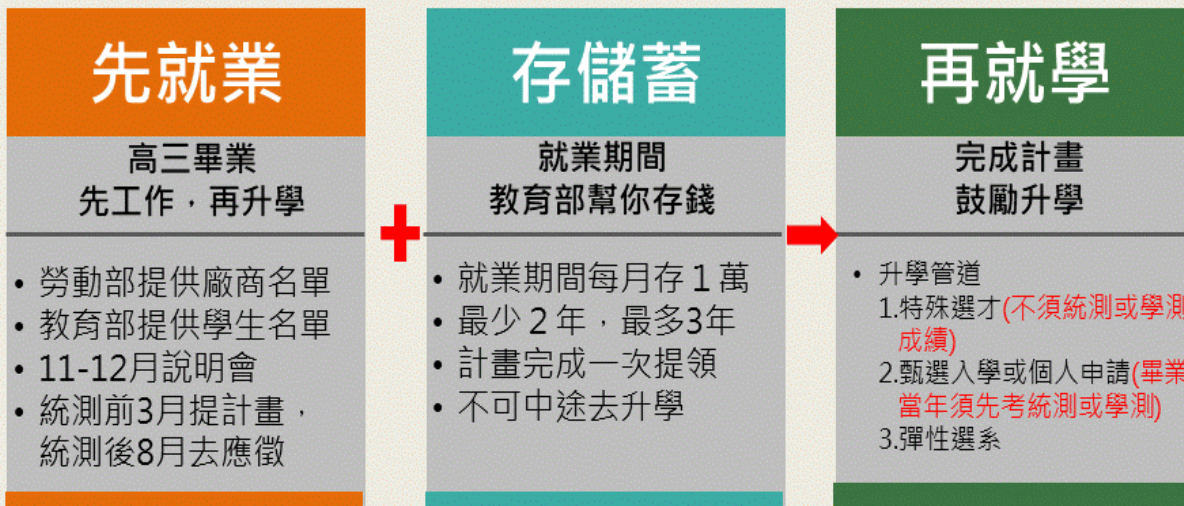 先就業
高三畢業
先工作，再升學
• 勞動部提供廠商名單
• 教育部提供學生名單
• 11-12月說明會
• 統測前3月提計畫，
統測後8月去應徵
存儲蓄
就業期間
教育部幫你存錢
• 就業期間每月存1萬
• 最少2年，最多3年
• 計畫完成一次提領
• 不可中途去升學
再就學
完成計畫
鼓勵升學
• 升學管道
1.特殊選才(不須統測或學測
成績)
2.甄選入學或個人申請(畢業
當年須先考統測或學測)
3.彈性選系